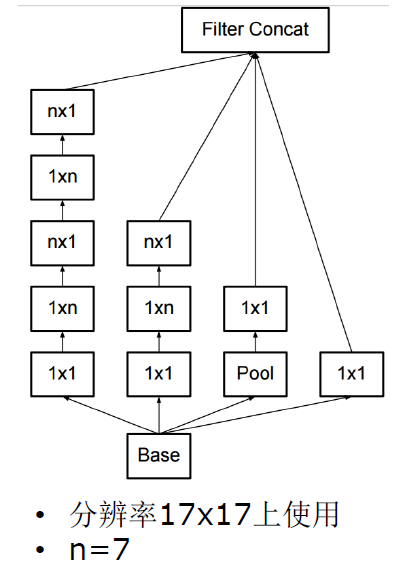 Filter Concat
nx1
1xn
nx1
nx1
1xn
1xn
1x1
1x1
1x1
Pool
1x1
Base
• 分辨率17x17上使用
• n=7